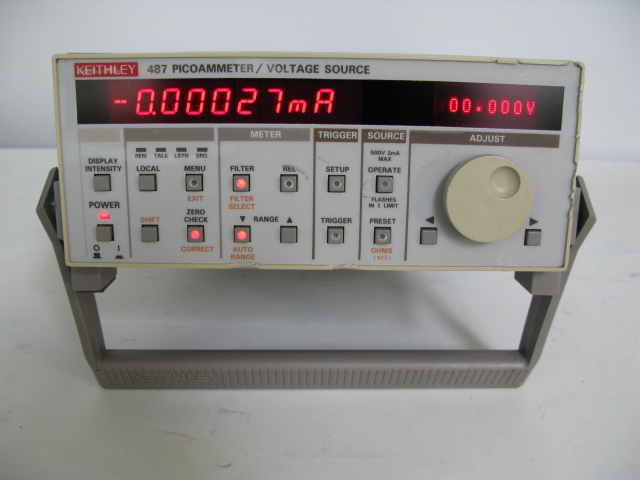 KEITHLEY 487 PICOAMMETER/ VOLTAGE SOURCE
-0.00027mA 00.000V
METER TRIGGER SOURCE ADJUST
REM TALK LSTN SRQ
500V 2mA
MAX
DISPLAY
INTENSITY
LOCAL MENU FILTER REL SETUP OPERATE
EXIT FILTER
SELECT
FLASHES
IN I LIMIT
POWER
SHIFT ZERO
CHECK
▼ RANGE ▲ TRIGGER PRESET
◀ ▶
CORRECT AUTO
RANGE
OHMS
(V/I)
O I